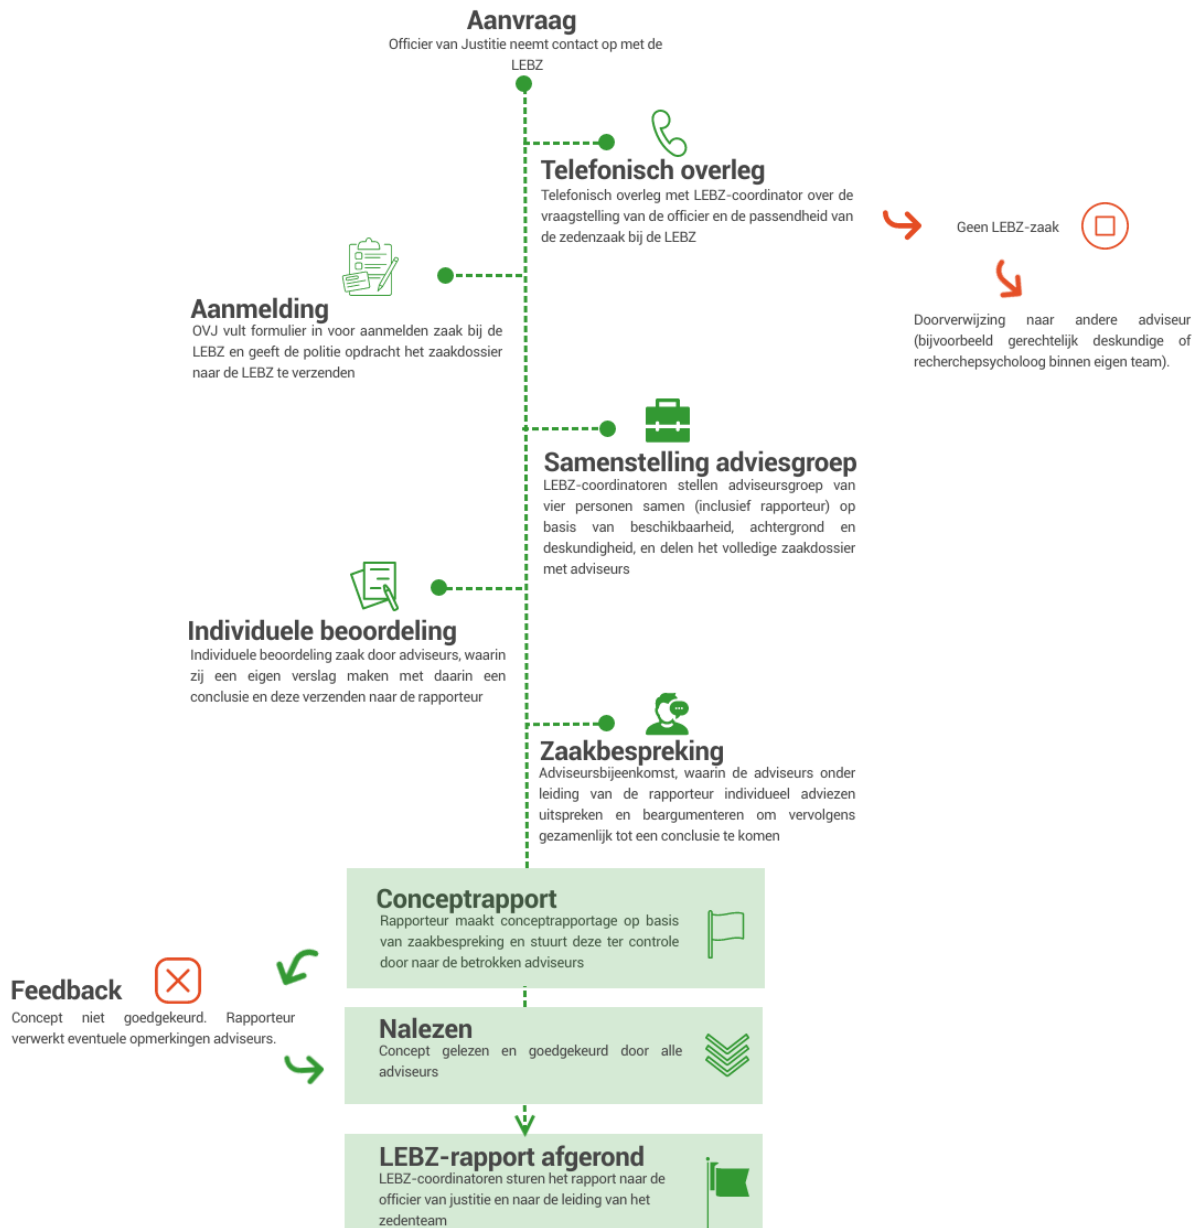 Aanvraag
Officier van Justitie neemt contact op met de
LEBZ
Telefonisch overleg
Telefonisch overleg met LEBZ-coordinator over de
vraagstelling van de officier en de passendheid van
de zedenzaak bij de LEBZ
Geen LEBZ-zaak
Doorverwijzing naar andere adviseur
(bijvoorbeeld gerechtelijk deskundige of
recherchepsycholoog binnen eigen team).
Aanmelding
OVJ vult formulier in voor aanmelden zaak bij de
LEBZ en geeft de politie opdracht het zaakdossier
naar de LEBZ te verzenden
Samenstelling adviesgroep
LEBZ-coordinatoren stellen adviseursgroep van
vier personen samen (inclusief rapporteur) op
basis van beschikbaarheid, achtergrond en
deskundigheid, en delen het volledige zaakdossier
met adviseurs
Individuele beoordeling
Individuele beoordeling zaak door adviseurs, waarin
zij een eigen verslag maken met daarin een
conclusie en deze verzenden naar de rapporteur
Zaakbespreking
Adviseursbijeenkomst, waarin de adviseurs onder
leiding van de rapporteur individueel adviezen
uitspreken en beargumenteren om vervolgens
gezamenlijk tot een conclusie te komen
Conceptrapport
Rapporteur maakt conceptrapportage op basis
van zaakbespreking en stuurt deze ter controle
door naar de betrokken adviseurs
Feedback
Concept niet goedgekeurd. Rapporteur
verwerkt eventuele opmerkingen adviseurs.
Nalezen
Concept gelezen en goedgekeurd door alle
adviseurs
LEBZ-rapport afgerond
LEBZ-coordinatoren sturen het rapport naar de
officier van justitie en naar de leiding van het
zedenteam